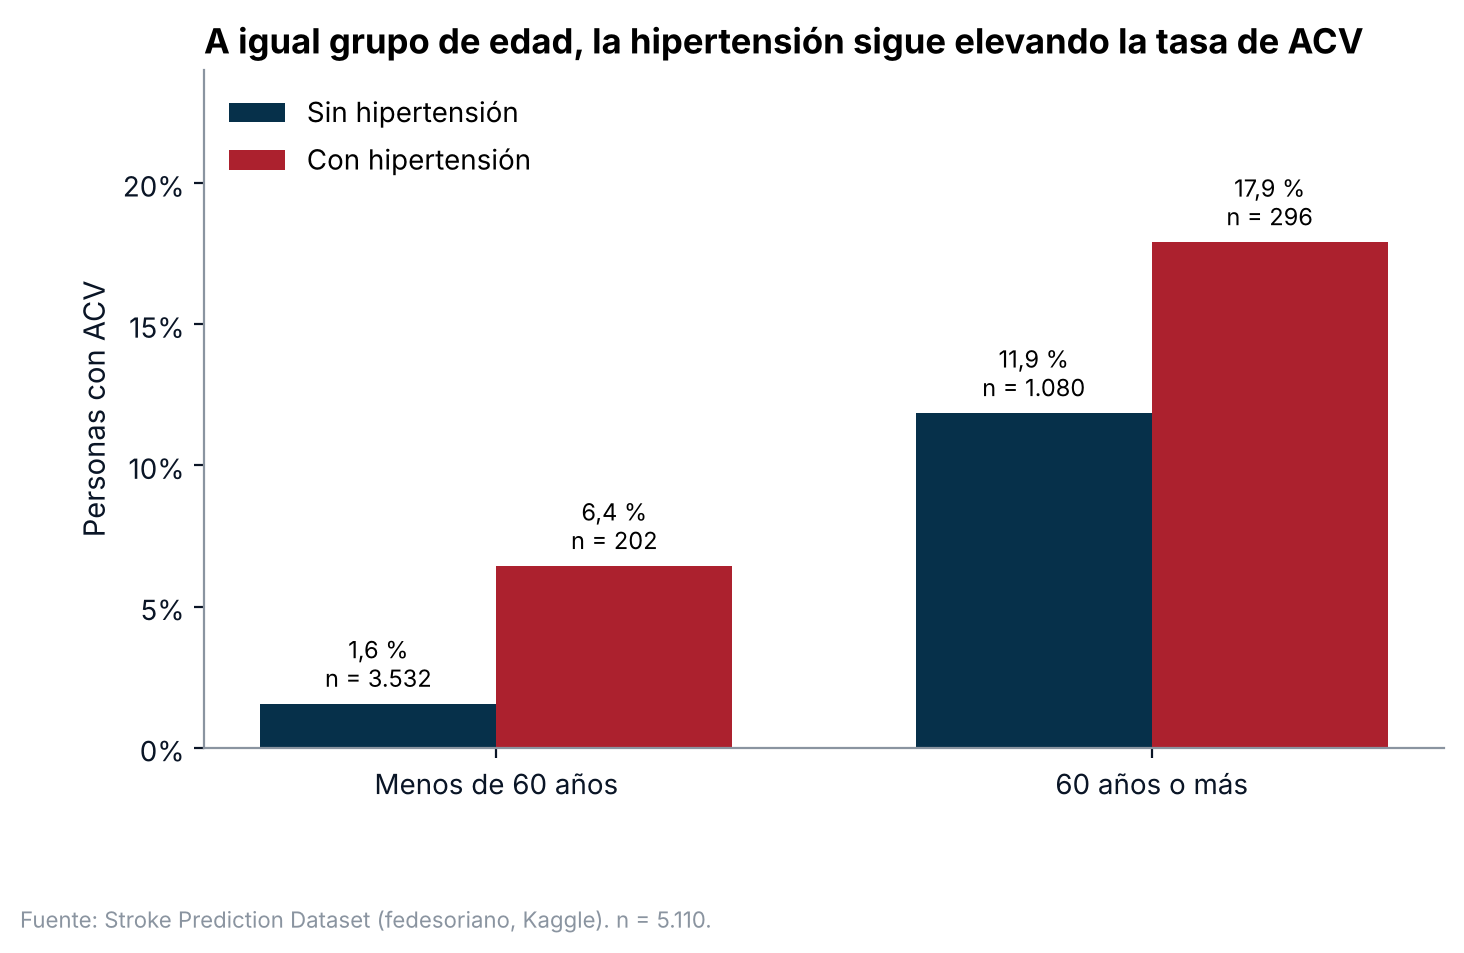 A igual grupo de edad, la hipertensión sigue elevando la tasa de ACV
Sin hipertensión
Con hipertensión
Personas con ACV
20%
15%
10%
5%
0%
1,6 %
n = 3.532
6,4 %
n = 202
11,9 %
n = 1.080
17,9 %
n = 296
Menos de 60 años
60 años o más
Fuente: Stroke Prediction Dataset (fedesoriano, Kaggle). n = 5.110.